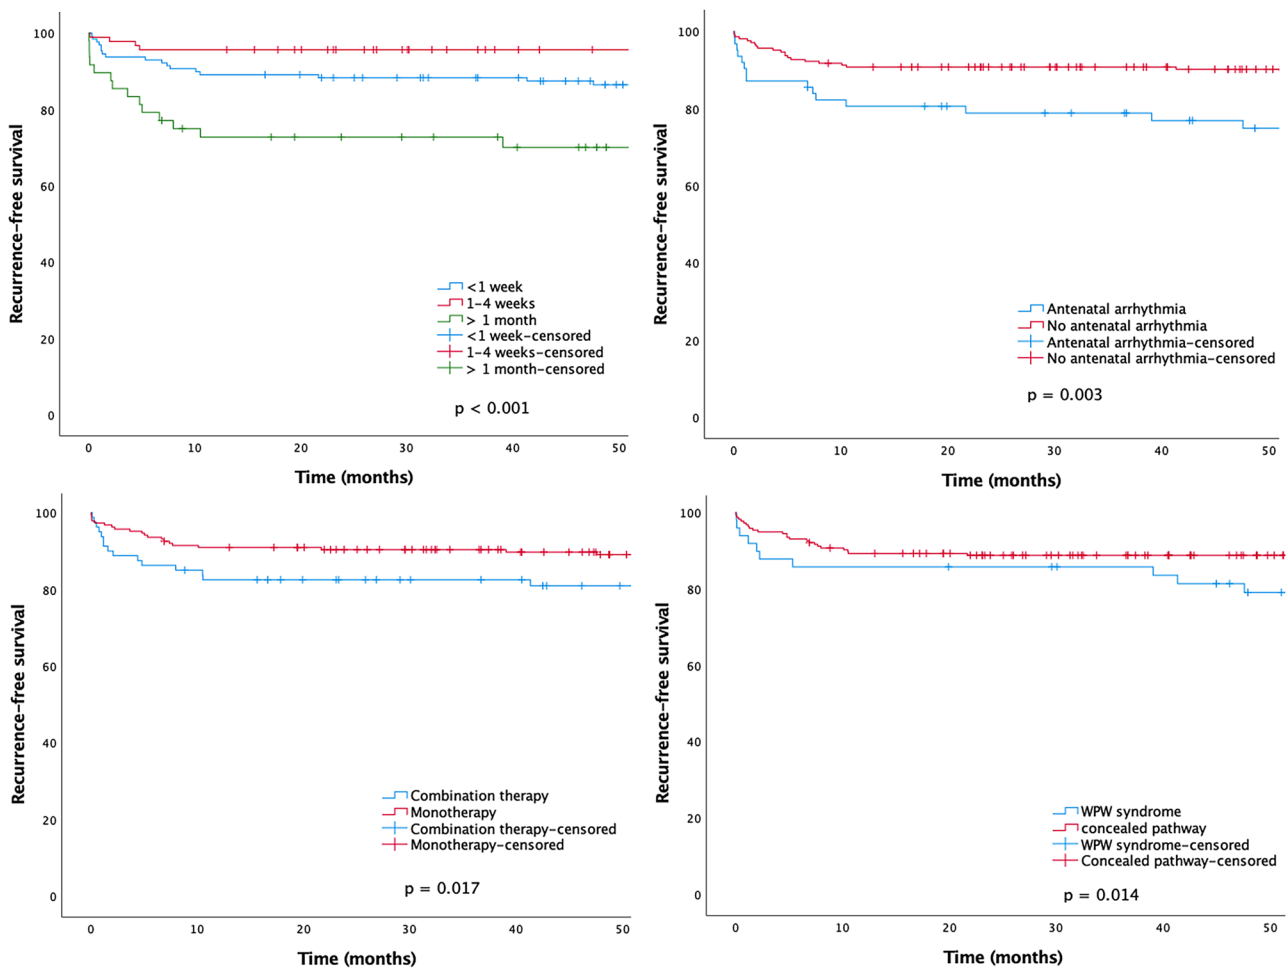 100
80
60
40
20
0
Recurrence-free survival
<1 week
1-4 weeks
> 1 month
<1 week-censored
1-4 weeks-censored
> 1 month-censored
p < 0.001
0 10 20 30 40 50
Time (months)
100
80
60
40
20
0
Recurrence-free survival
Antenatal arrhythmia
No antenatal arrhythmia
Antenatal arrhythmia-censored
No antenatal arrhythmia-censored
p = 0.003
0 10 20 30 40 50
Time (months)
100
80
60
40
20
0
Recurrence-free survival
Combination therapy
Monotherapy
Combination therapy-censored
Monotherapy-censored
p = 0.017
0 10 20 30 40 50
Time (months)
100
80
60
40
20
0
Recurrence-free survival
WPW syndrome
concealed pathway
WPW syndrome-censored
Concealed pathway-censored
p = 0.014
0 10 20 30 40 50
Time (months)